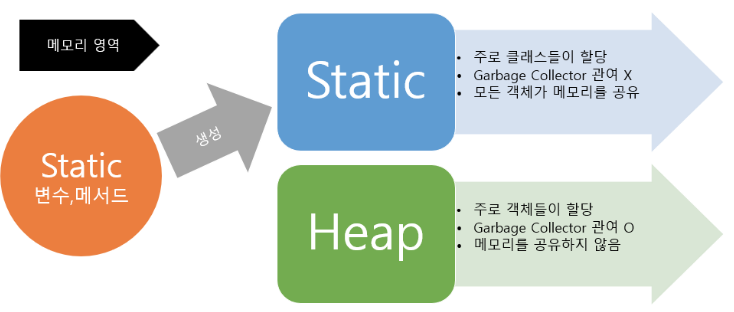 메모리 영역
Static
변수,메서드
생성
Static
• 주로 클래스들이 할당
• Garbage Collector 관여 X
• 모든 객체가 메모리를 공유
Heap
• 주로 객체들이 할당
• Garbage Collector 관여 O
• 메모리를 공유하지 않음